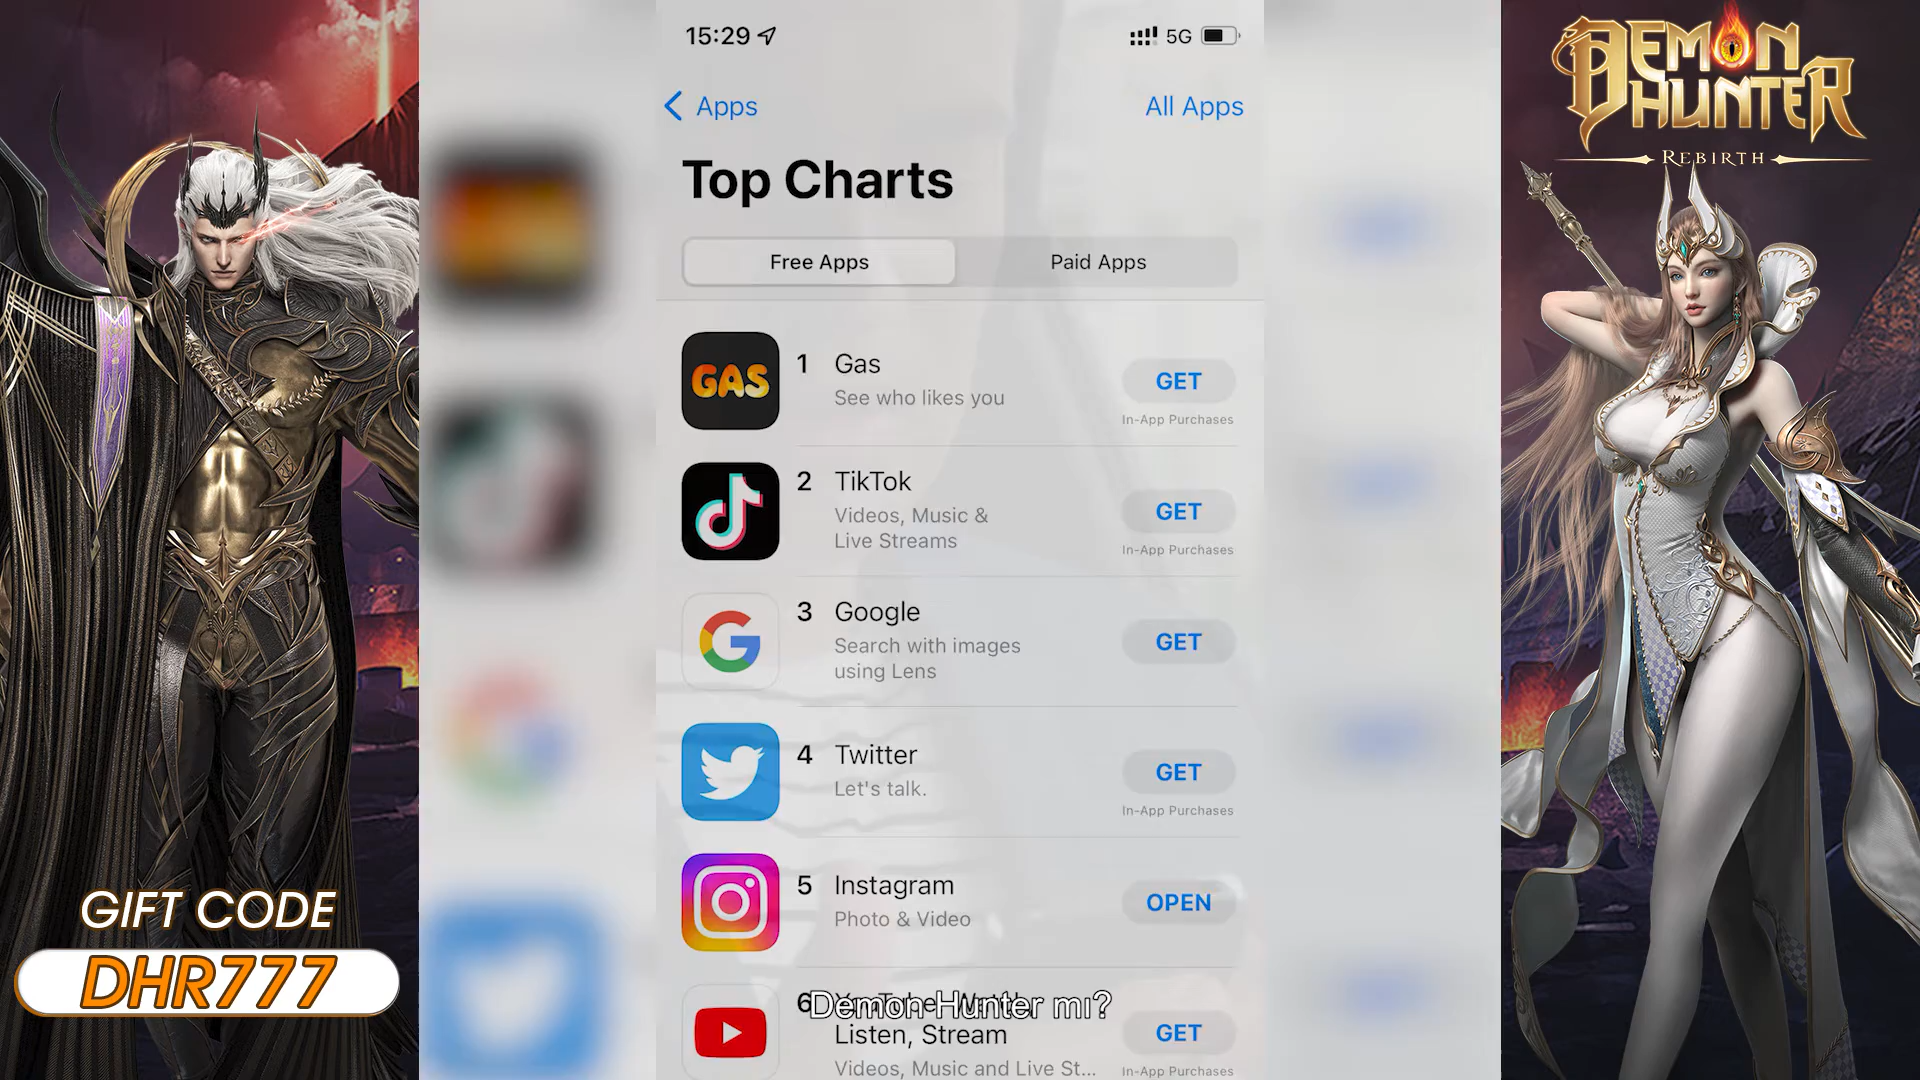 15:29
5G
Apps
All Apps
Top Charts
Free Apps
Paid Apps
GAS
1 Gas
See who likes you
GET
In-App Purchases
2 TikTok
Videos, Music &
Live Streams
GET
In-App Purchases
3 Google
Search with images
using Lens
GET
4 Twitter
Let's talk.
GET
In-App Purchases
5 Instagram
Photo & Video
OPEN
6 YouTube:
Listen, Stream
Videos, Music and Live St...
GET
In-App Purchases
Demon Hunter mı?
GIFT CODE
DHR777
DEMON
HUNTER
REBIRTH